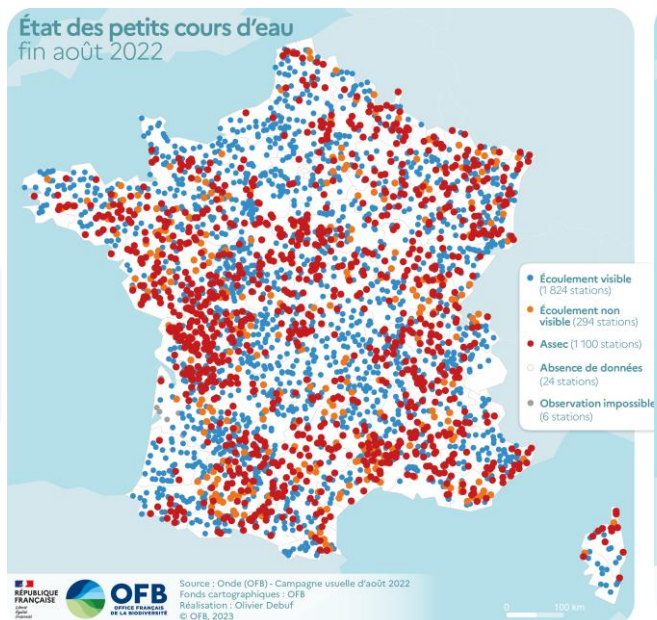 État des petits cours d'eau
fin août 2022
Écoulement visible
(1 824 stations)
Écoulement non
visible (294 stations)
Assec (1 100 stations)
Absence de données
(24 stations)
Observation impossible
(6 stations)
RÉPUBLIQUE
FRANÇAISE
Liberté
Égalité
Fraternité
OFB
OFFICE FRANÇAIS
DE LA BIODIVERSITÉ
Source : Onde (OFB) - Campagne usuelle d'août 2022
Fonds cartographiques : OFB
Réalisation : Olivier Debuf
© OFB, 2023
0 100 km